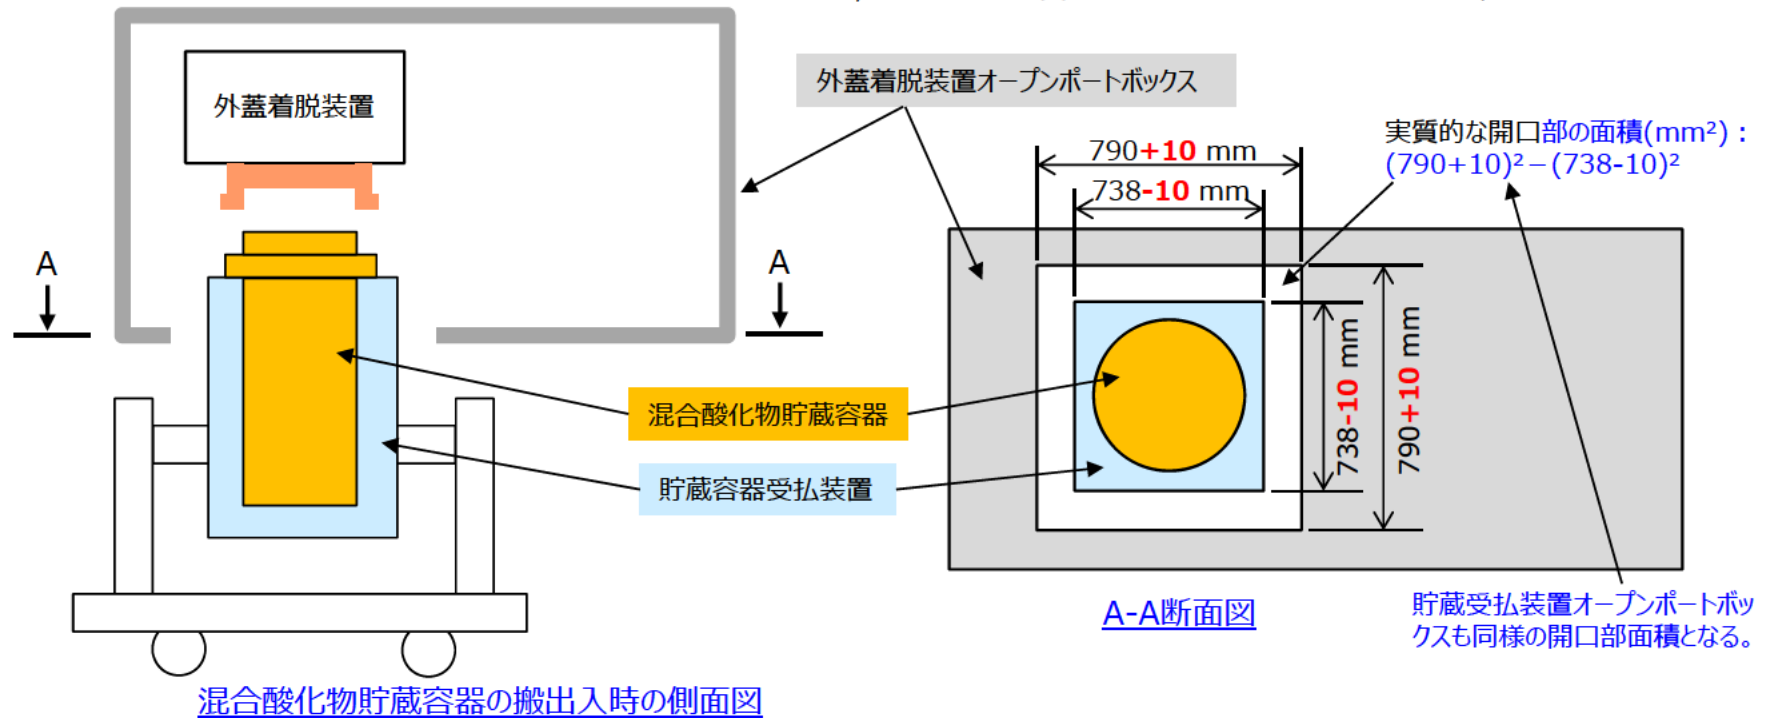 外蓋着脱装置
外蓋着脱装置オープンポートボックス
実質的な開口部の面積(mm²)：
(790+10)²－(738-10)²
790+10 mm
738-10 mm
A
A
738-10 mm
790+10 mm
混合酸化物貯蔵容器
貯蔵容器受払装置
A-A断面図
貯蔵受払装置オープンポートボッ
クスも同様の開口部面積となる。
混合酸化物貯蔵容器の搬出入時の側面図